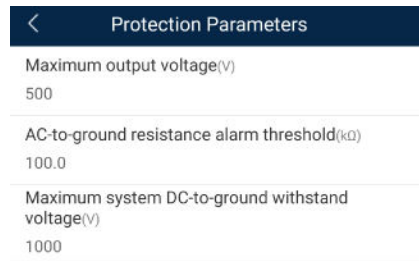 Protection Parameters
Maximum output voltage(V)
500
AC-to-ground resistance alarm threshold(kΩ)
100.0
Maximum system DC-to-ground withstand
voltage(V)
1000